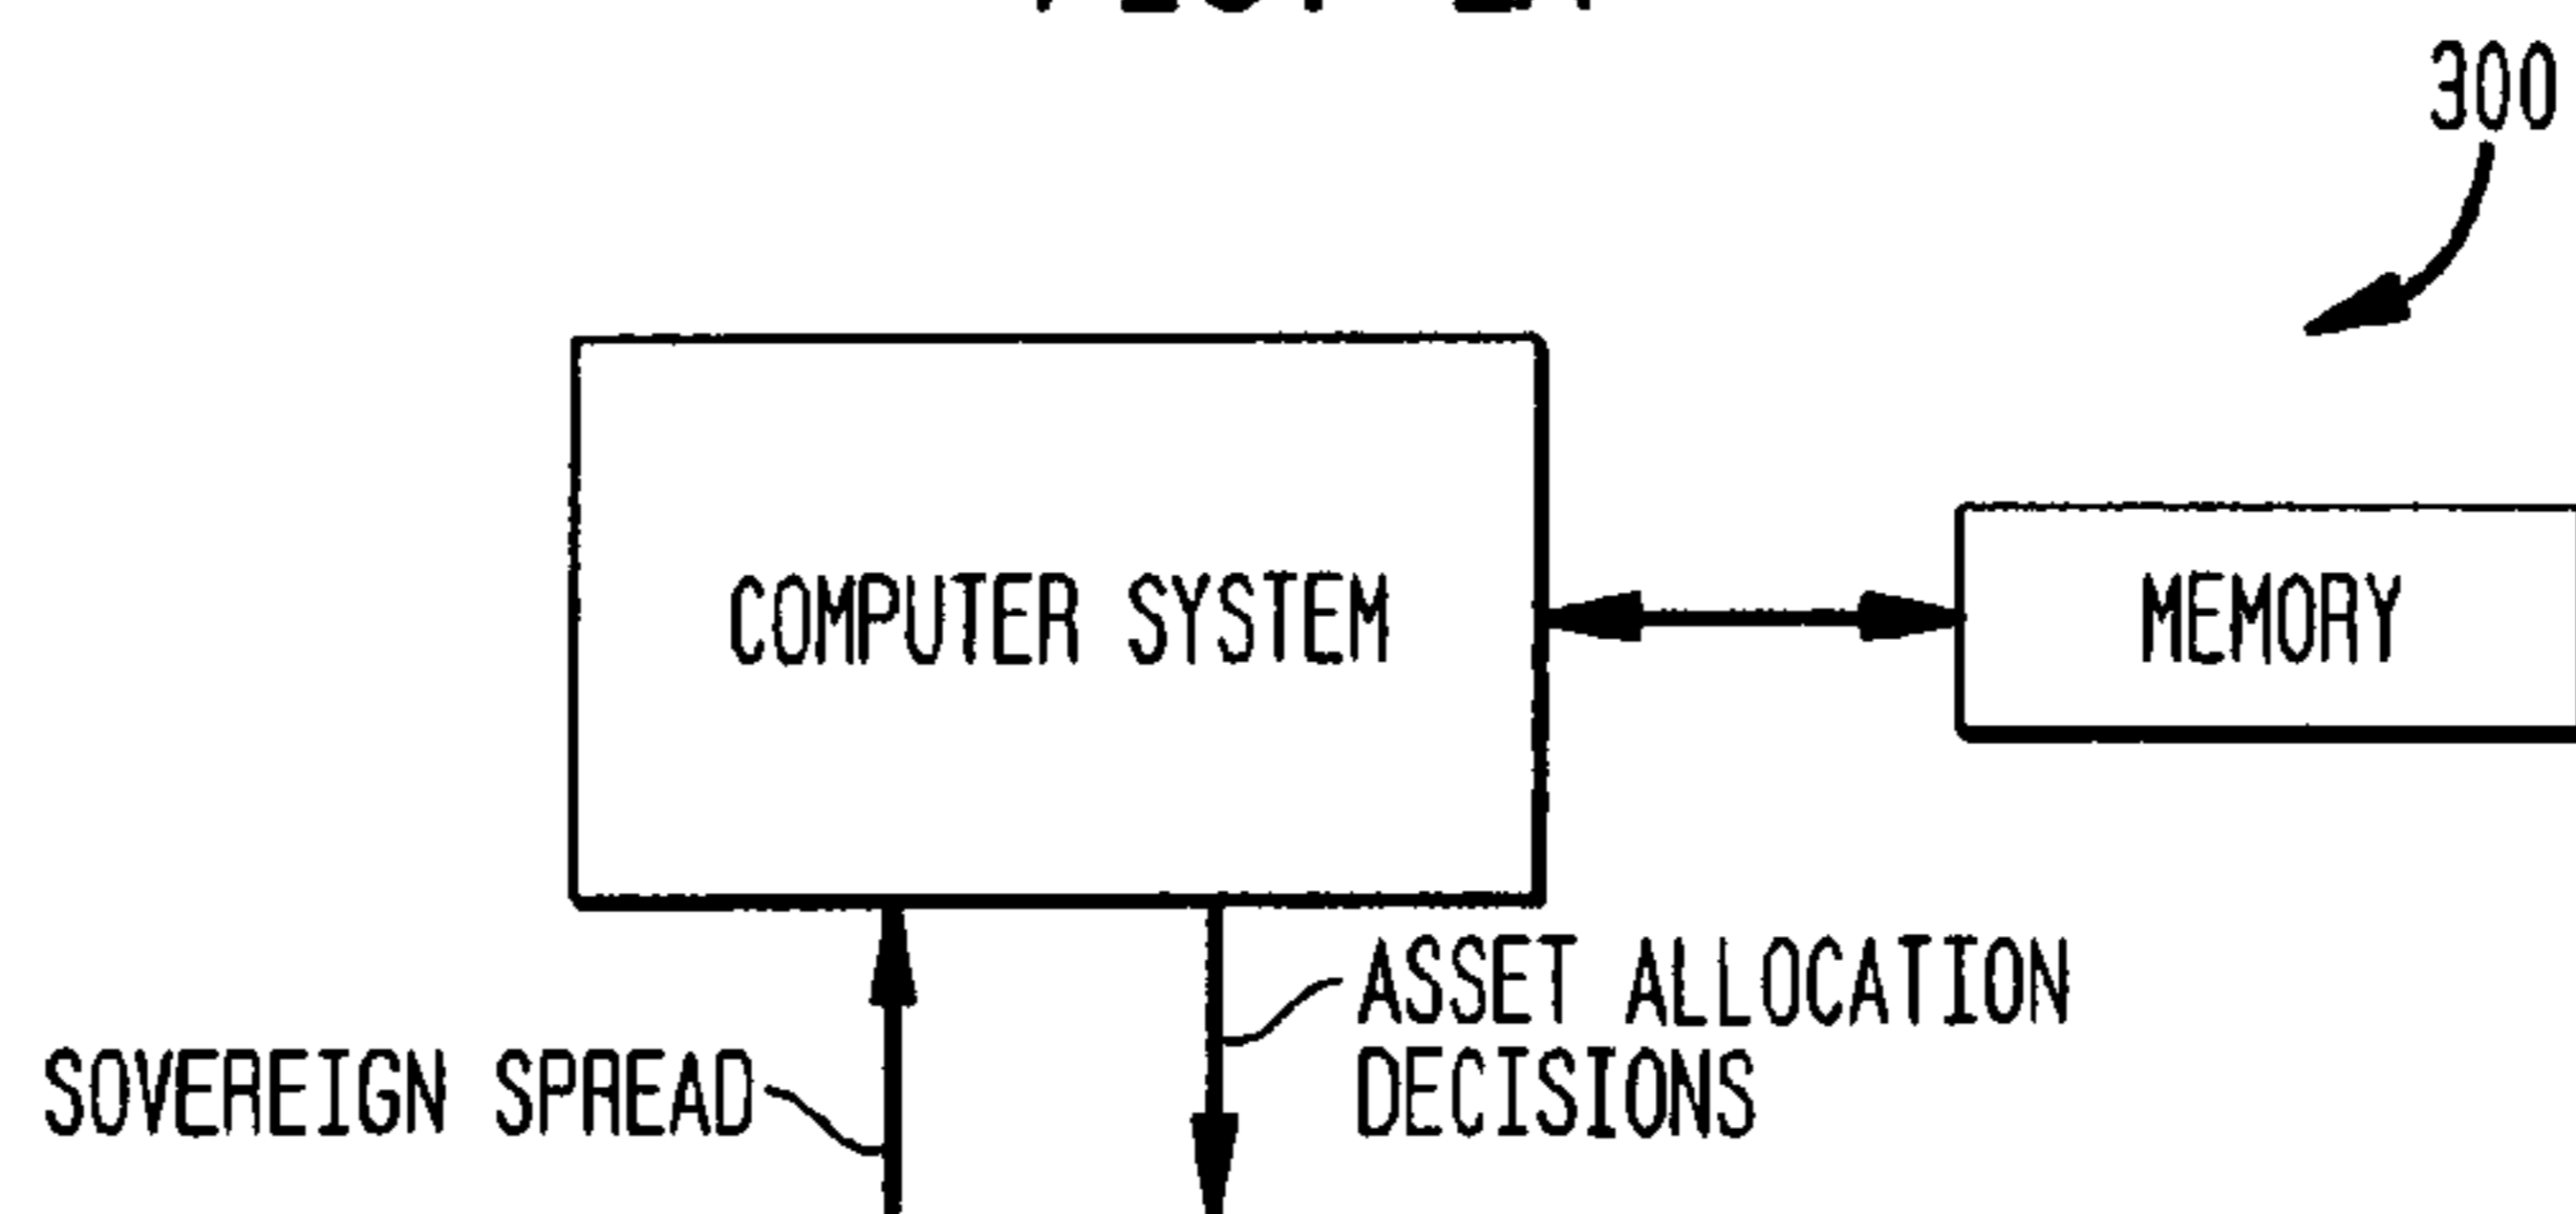 300
COMPUTER SYSTEM
MEMORY
ASSET ALLOCATION
DECISIONS
SOVEREIGN SPREAD